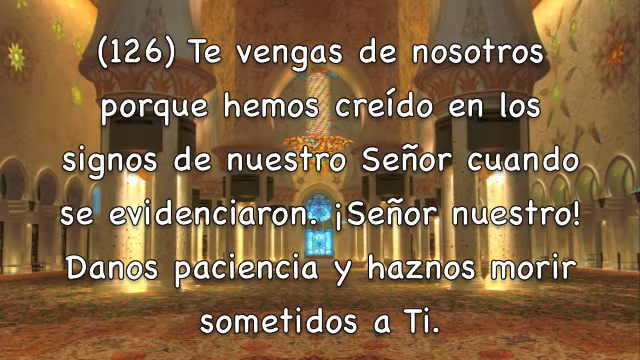 (126) Te vengas de nosotros
porque hemos creído en los
signos de nuestro Señor cuando
se evidenciaron. ¡Señor nuestro!
Danos paciencia y haznos morir
sometidos a Ti.